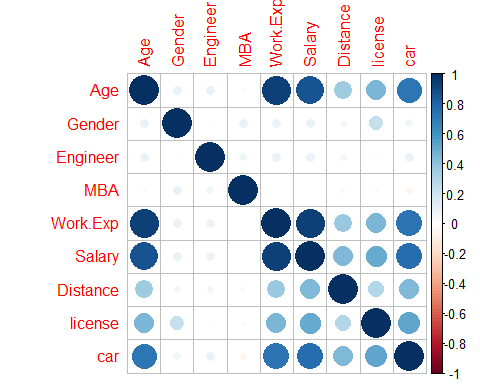 Age
Gender
Engineer
MBA
Work.Exp
Salary
Distance
license
car
Age
Gender
Engineer
MBA
Work.Exp
Salary
Distance
license
car
1
0.8
0.6
0.4
0.2
0
-0.2
-0.4
-0.6
-0.8
-1